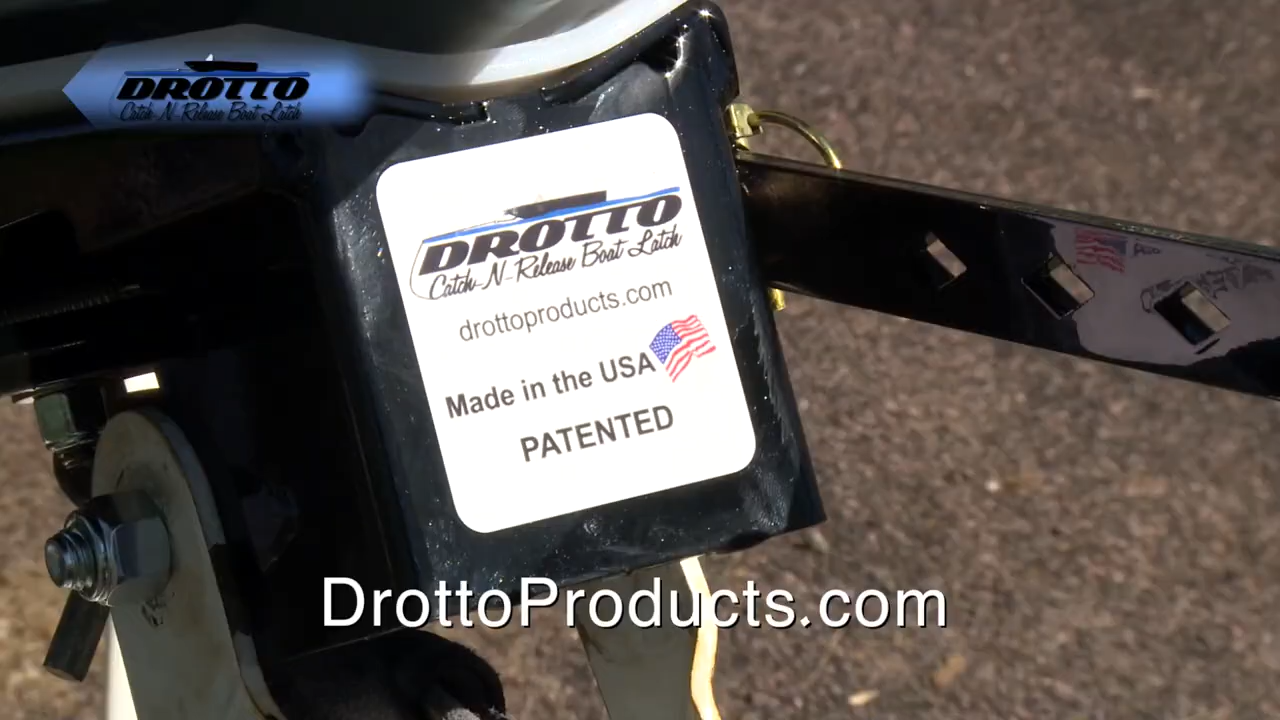 DROTTO
Catch-N-Release Boat Latch
DROTTO
Catch-N-Release Boat Latch
drottoproducts.com
Made in the USA
PATENTED
DrottoProducts.com